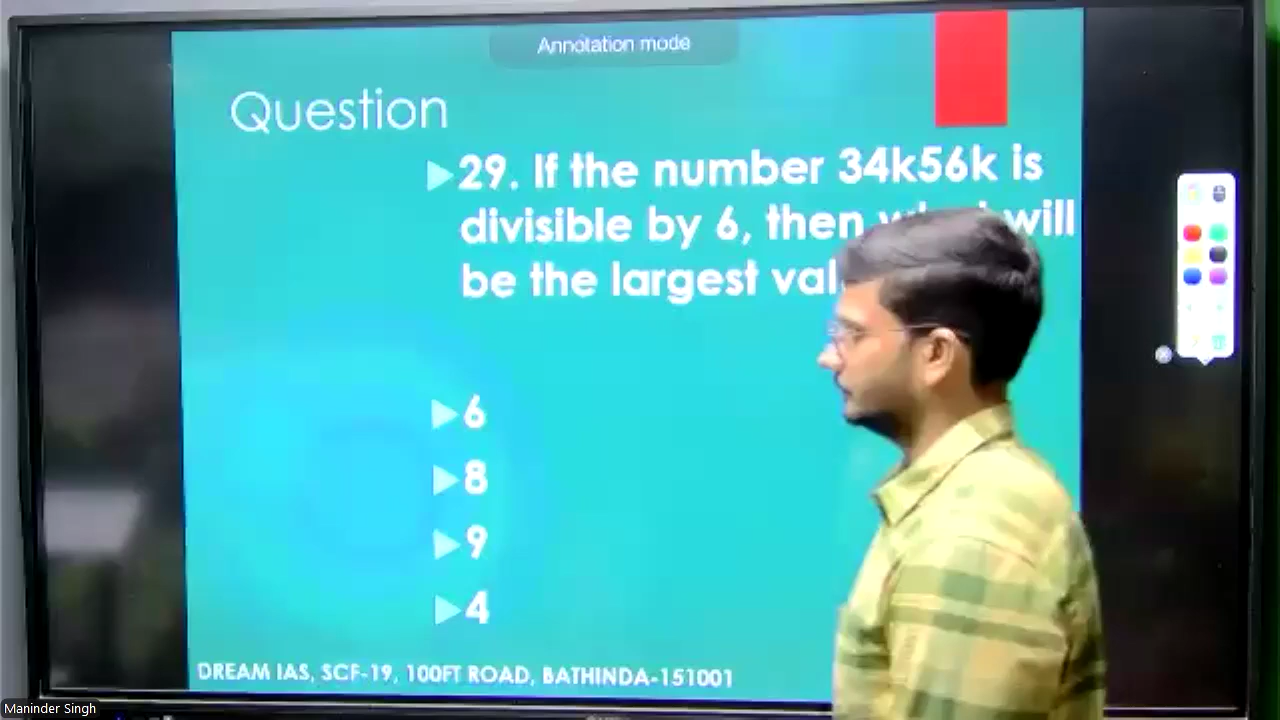 Annotation mode
Question
29. If the number 34k56k is
divisible by 6, then will
be the largest
6
8
9
4
DREAM IAS, SCF-19, 100FT ROAD, BATHINDA-151001
Maninder Singh